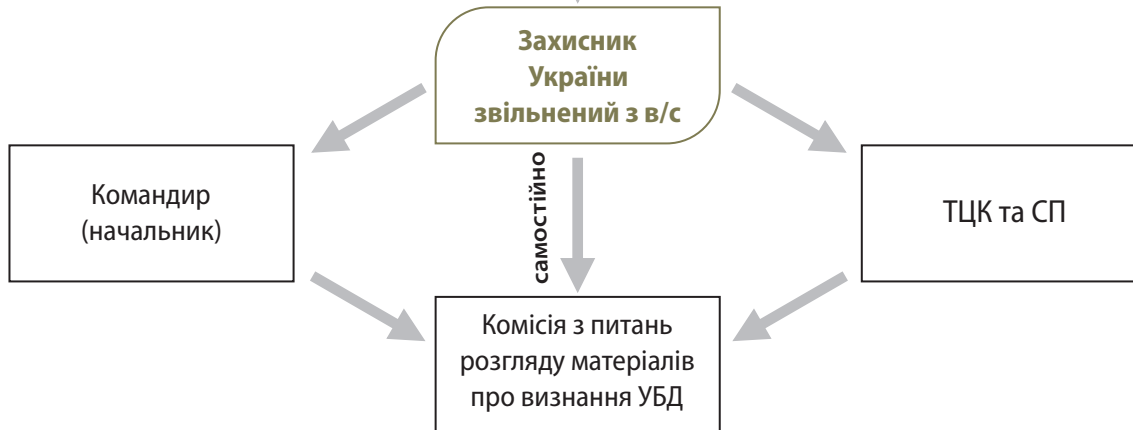 Захисник
України
звільнений з в/с
Командир
(начальник)
самостійно
ТЦК та СП
Комісія з питань
розгляду матеріалів
про визнання УБД